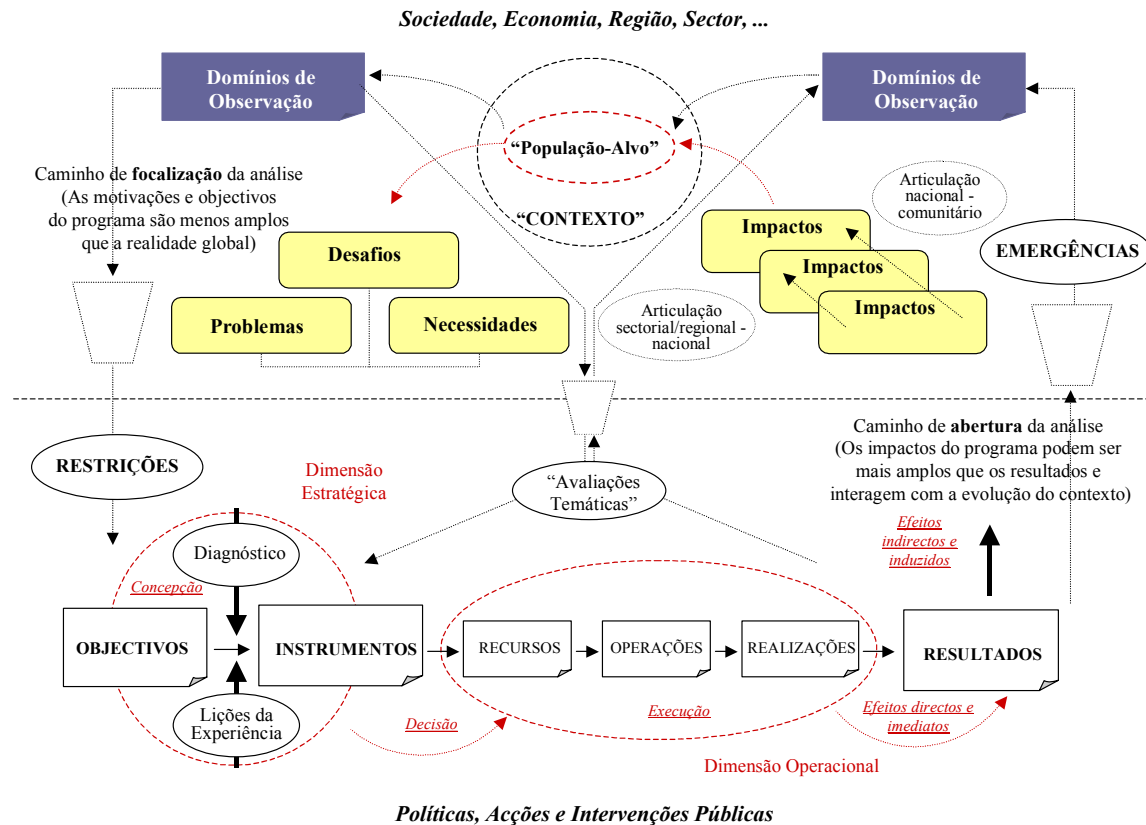 Sociedade, Economia, Região, Sector, ...
Domínios de
Observação
Domínios de
Observação
“População-Alvo”
“CONTEXTO”
Caminho de focalização da análise
(As motivações e objectivos
do programa são menos amplos
que a realidade global)
Articulação
nacional -
comunitário
Desafios
Problemas
Necessidades
Impactos
Impactos
Impactos
EMERGÊNCIAS
Articulação
sectorial/regional -
nacional
RESTRIÇÕES
Dimensão
Estratégica
“Avaliações
Temáticas”
Caminho de abertura da análise
(Os impactos do programa podem ser
mais amplos que os resultados e
interagem com a evolução do contexto)
Efeitos
indirectos e
induzidos
Diagnóstico
Concepção
OBJECTIVOS
INSTRUMENTOS
RECURSOS
OPERAÇÕES
REALIZAÇÕES
RESULTADOS
Lições da
Experiência
Decisão
Execução
Efeitos directos e
imediatos
Dimensão Operacional
Políticas, Acções e Intervenções Públicas